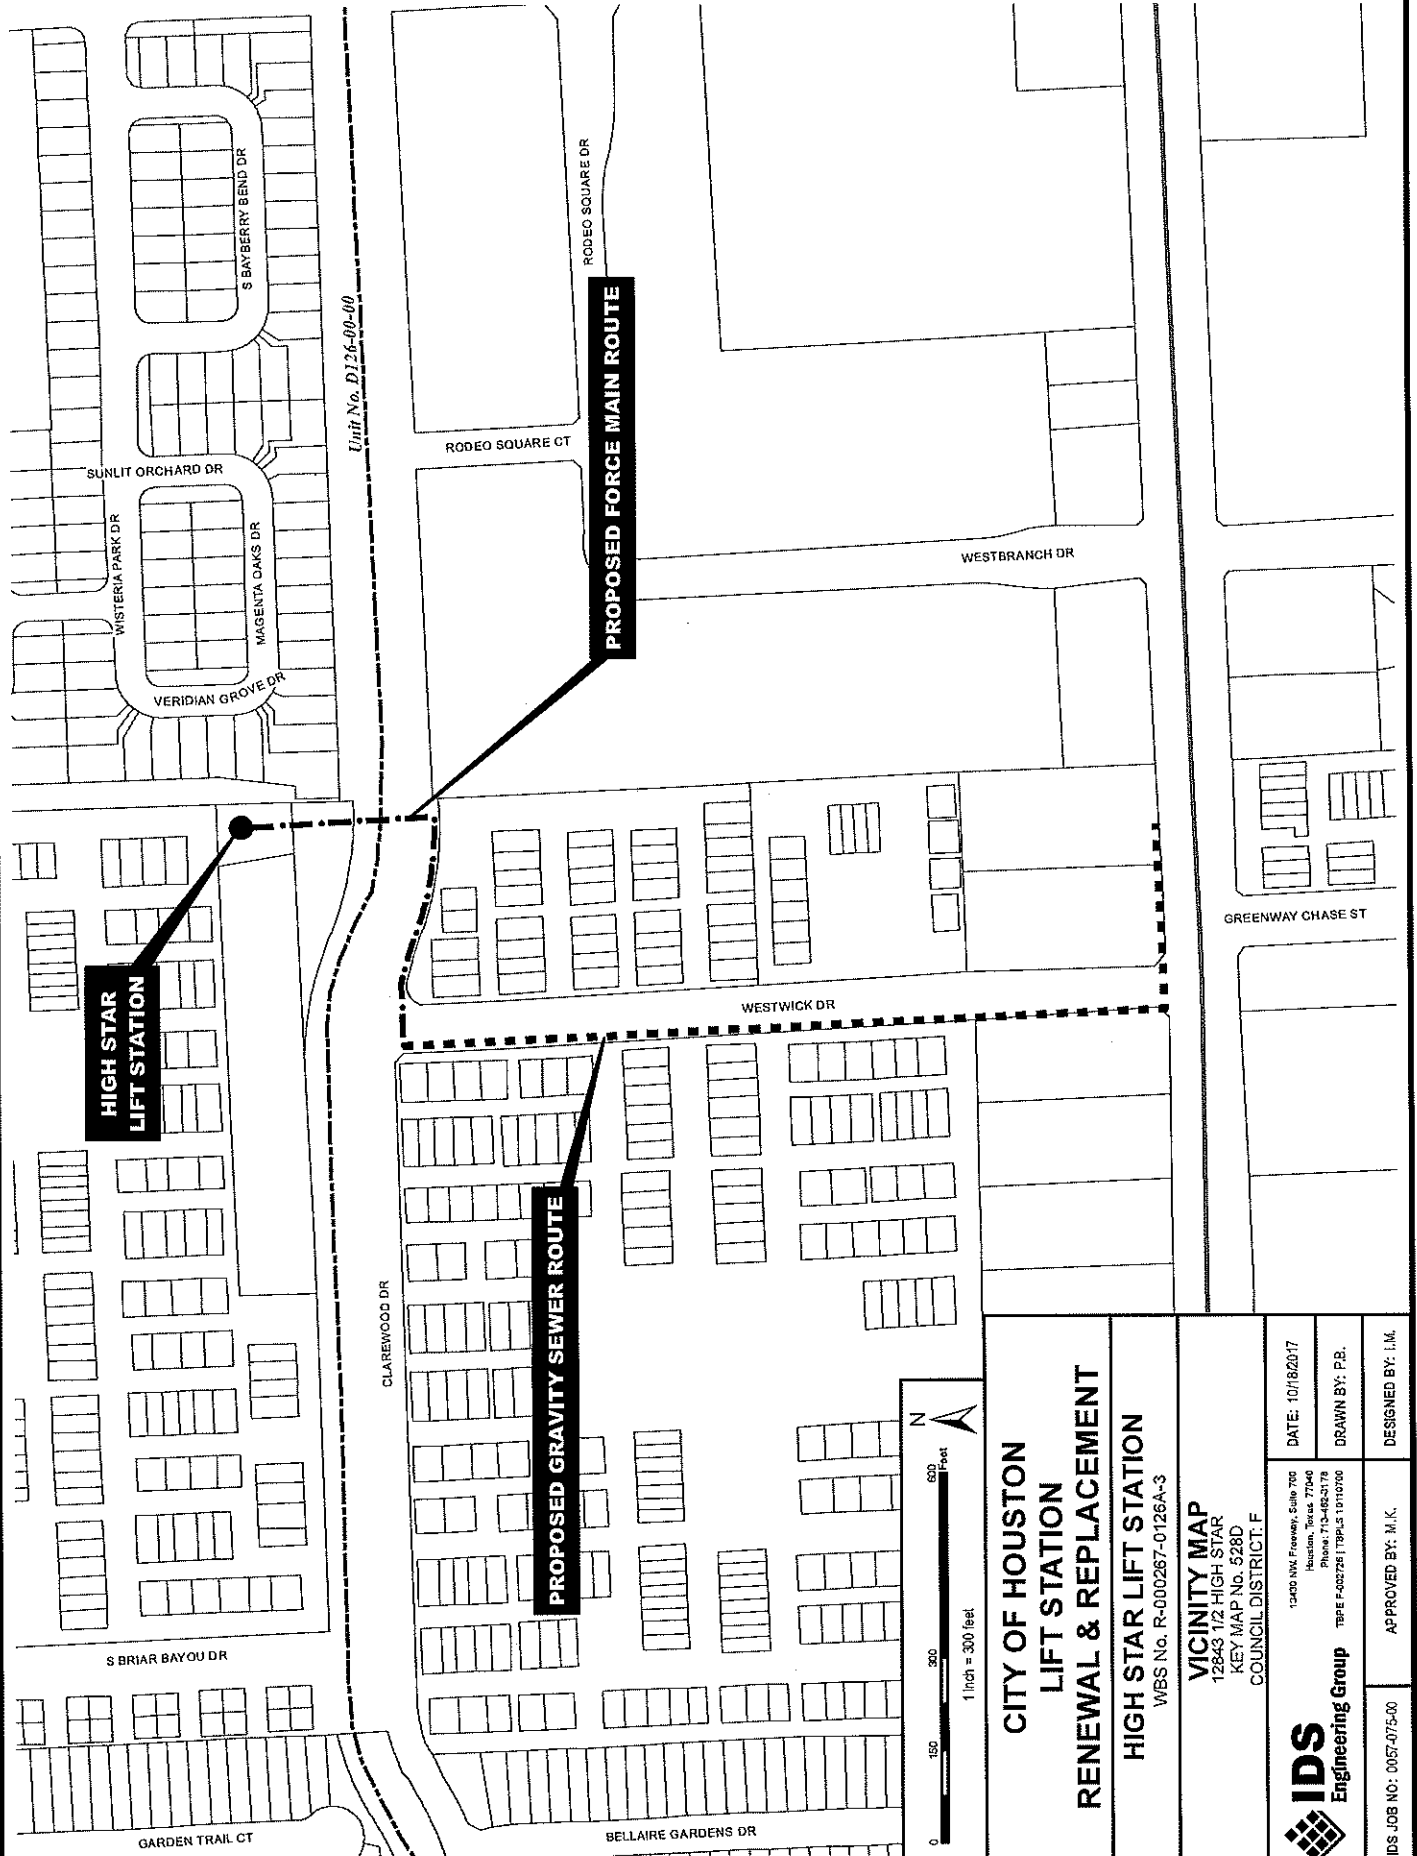 GARDEN TRAIL CT
S BRIAR BAYOU DR
HIGH STAR
LIFT STATION
VERIDIAN GROVE DR
WISTERIA PARK DR
MAGENTA OAKS DR
SUNLIT ORCHARD DR
S BAYBERRY BEND DR
Unit No. D126-00-00
CLAREWOOD DR
RODEO SQUARE CT
RODEO SQUARE DR
PROPOSED GRAVITY SEWER ROUTE
PROPOSED FORCE MAIN ROUTE
BELLAIRE GARDENS DR
WESTWICK DR
WESTBRANCH DR
GREENWAY CHASE ST
N
0 150 300 600
Feet
1 inch = 300 feet
CITY OF HOUSTON
LIFT STATION
RENEWAL & REPLACEMENT
HIGH STAR LIFT STATION
WBS No. R-000267-0126A-3
VICINITY MAP
12843 1/2 HIGH STAR
KEY MAP No. 528D
COUNCIL DISTRICT: F
IDS
Engineering Group
13430 NW. Freeway, Suite 700
Houston, Texas 77040
Phone: 713-462-3178
TBPE F-002726 | TBPLS 10110700
DATE: 10/18/2017
DRAWN BY: P.B.
IDS JOB NO: 0057-075-00
APPROVED BY: M.K.
DESIGNED BY: I.M.